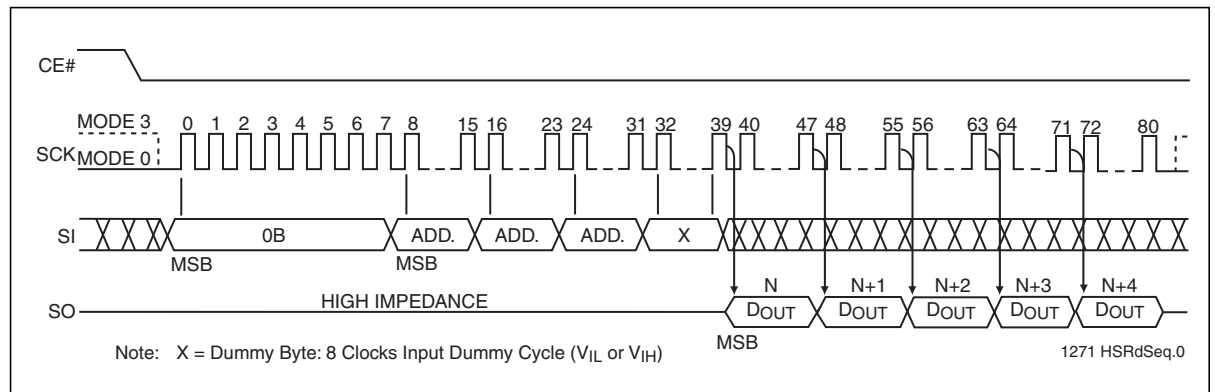 CE#
MODE 3
0 1 2 3 4 5 6 7 8 15 16 23 24 31 32 39 40 47 48 55 56 63 64 71 72 80
SCK MODE 0
SI 0B ADD. ADD. ADD. X
MSB MSB
N N+1 N+2 N+3 N+4
SO HIGH IMPEDANCE DOUT DOUT DOUT DOUT DOUT
MSB
Note: X = Dummy Byte: 8 Clocks Input Dummy Cycle (VIL or VIH)
1271 HSRdSeq.0